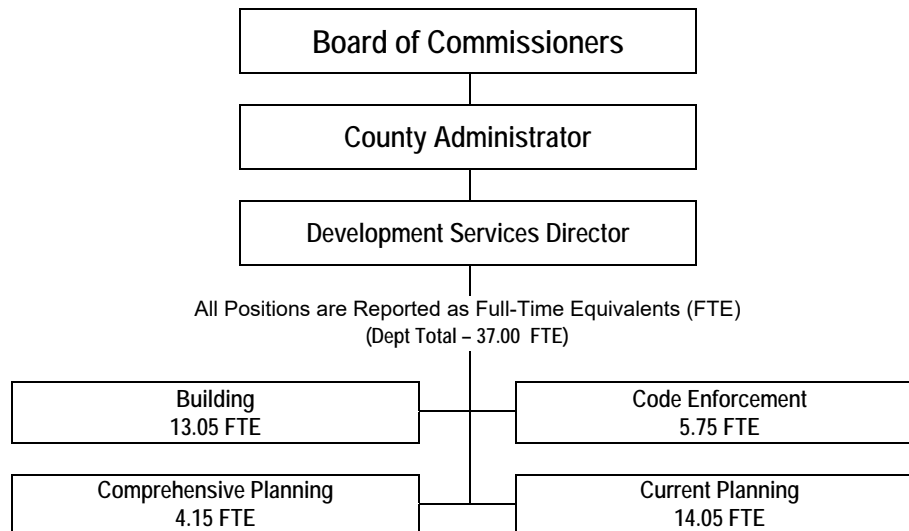 Board of Commissioners
County Administrator
Development Services Director
All Positions are Reported as Full-Time Equivalents (FTE)
(Dept Total – 37.00 FTE)
Building
13.05 FTE
Code Enforcement
5.75 FTE
Comprehensive Planning
4.15 FTE
Current Planning
14.05 FTE